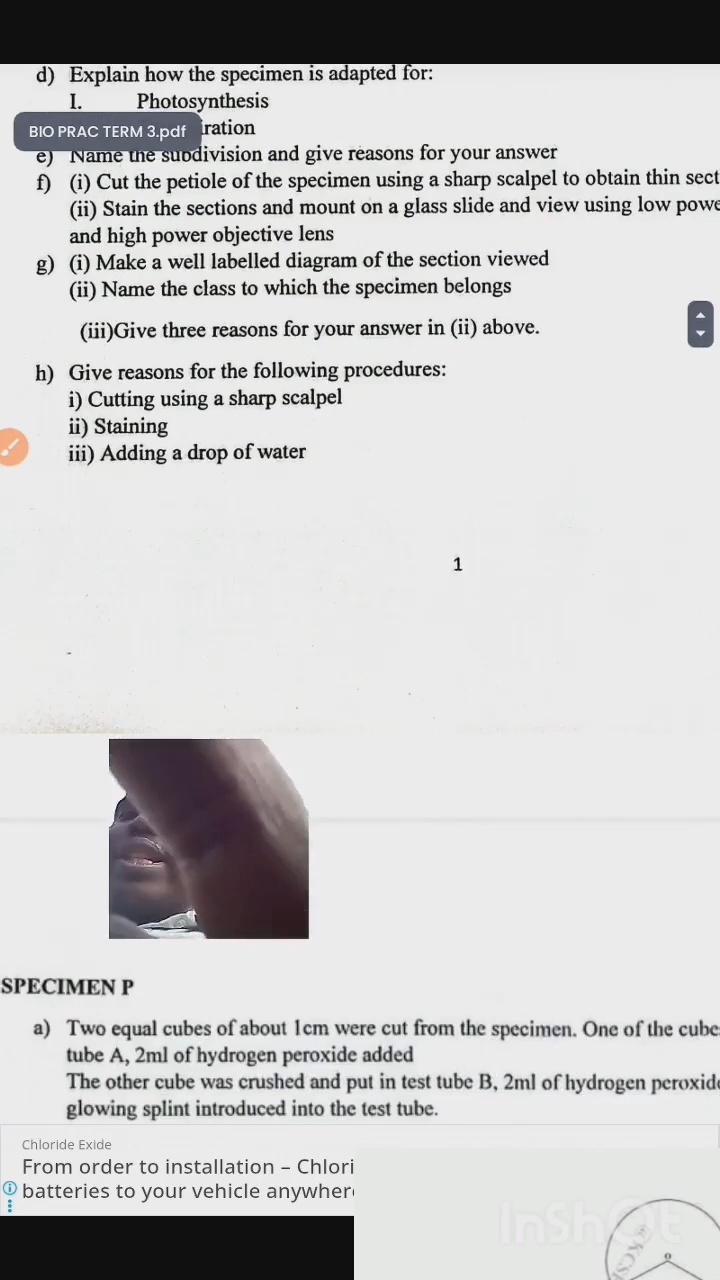 d) Explain how the specimen is adapted for:
I. Photosynthesis
BIO PRAC TERM 3.pdf
e) Name the subdivision and give reasons for your answer
f) (i) Cut the petiole of the specimen using a sharp scalpel to obtain thin sect
(ii) Stain the sections and mount on a glass slide and view using low powe
and high power objective lens
g) (i) Make a well labelled diagram of the section viewed
(ii) Name the class to which the specimen belongs
(iii)Give three reasons for your answer in (ii) above.
h) Give reasons for the following procedures:
i) Cutting using a sharp scalpel
ii) Staining
iii) Adding a drop of water
1
SPECIMEN P
a) Two equal cubes of about 1cm were cut from the specimen. One of the cube
tube A, 2ml of hydrogen peroxide added
The other cube was crushed and put in test tube B, 2ml of hydrogen peroxide
glowing splint introduced into the test tube.
Chloride Exide
From order to installation – Chlori
batteries to your vehicle anywher
InShOt